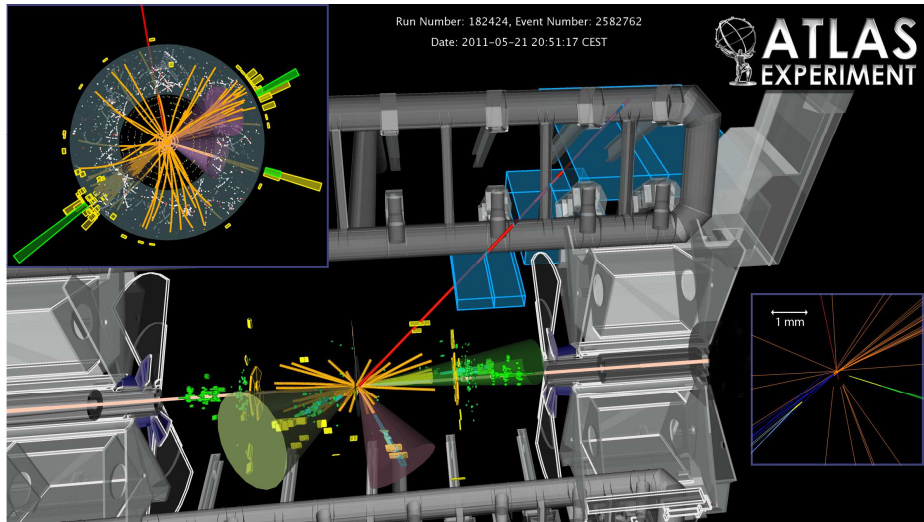 Run Number: 182424, Event Number: 2582762
Date: 2011-05-21 20:51:17 CEST
ATLAS
EXPERIMENT
1 mm